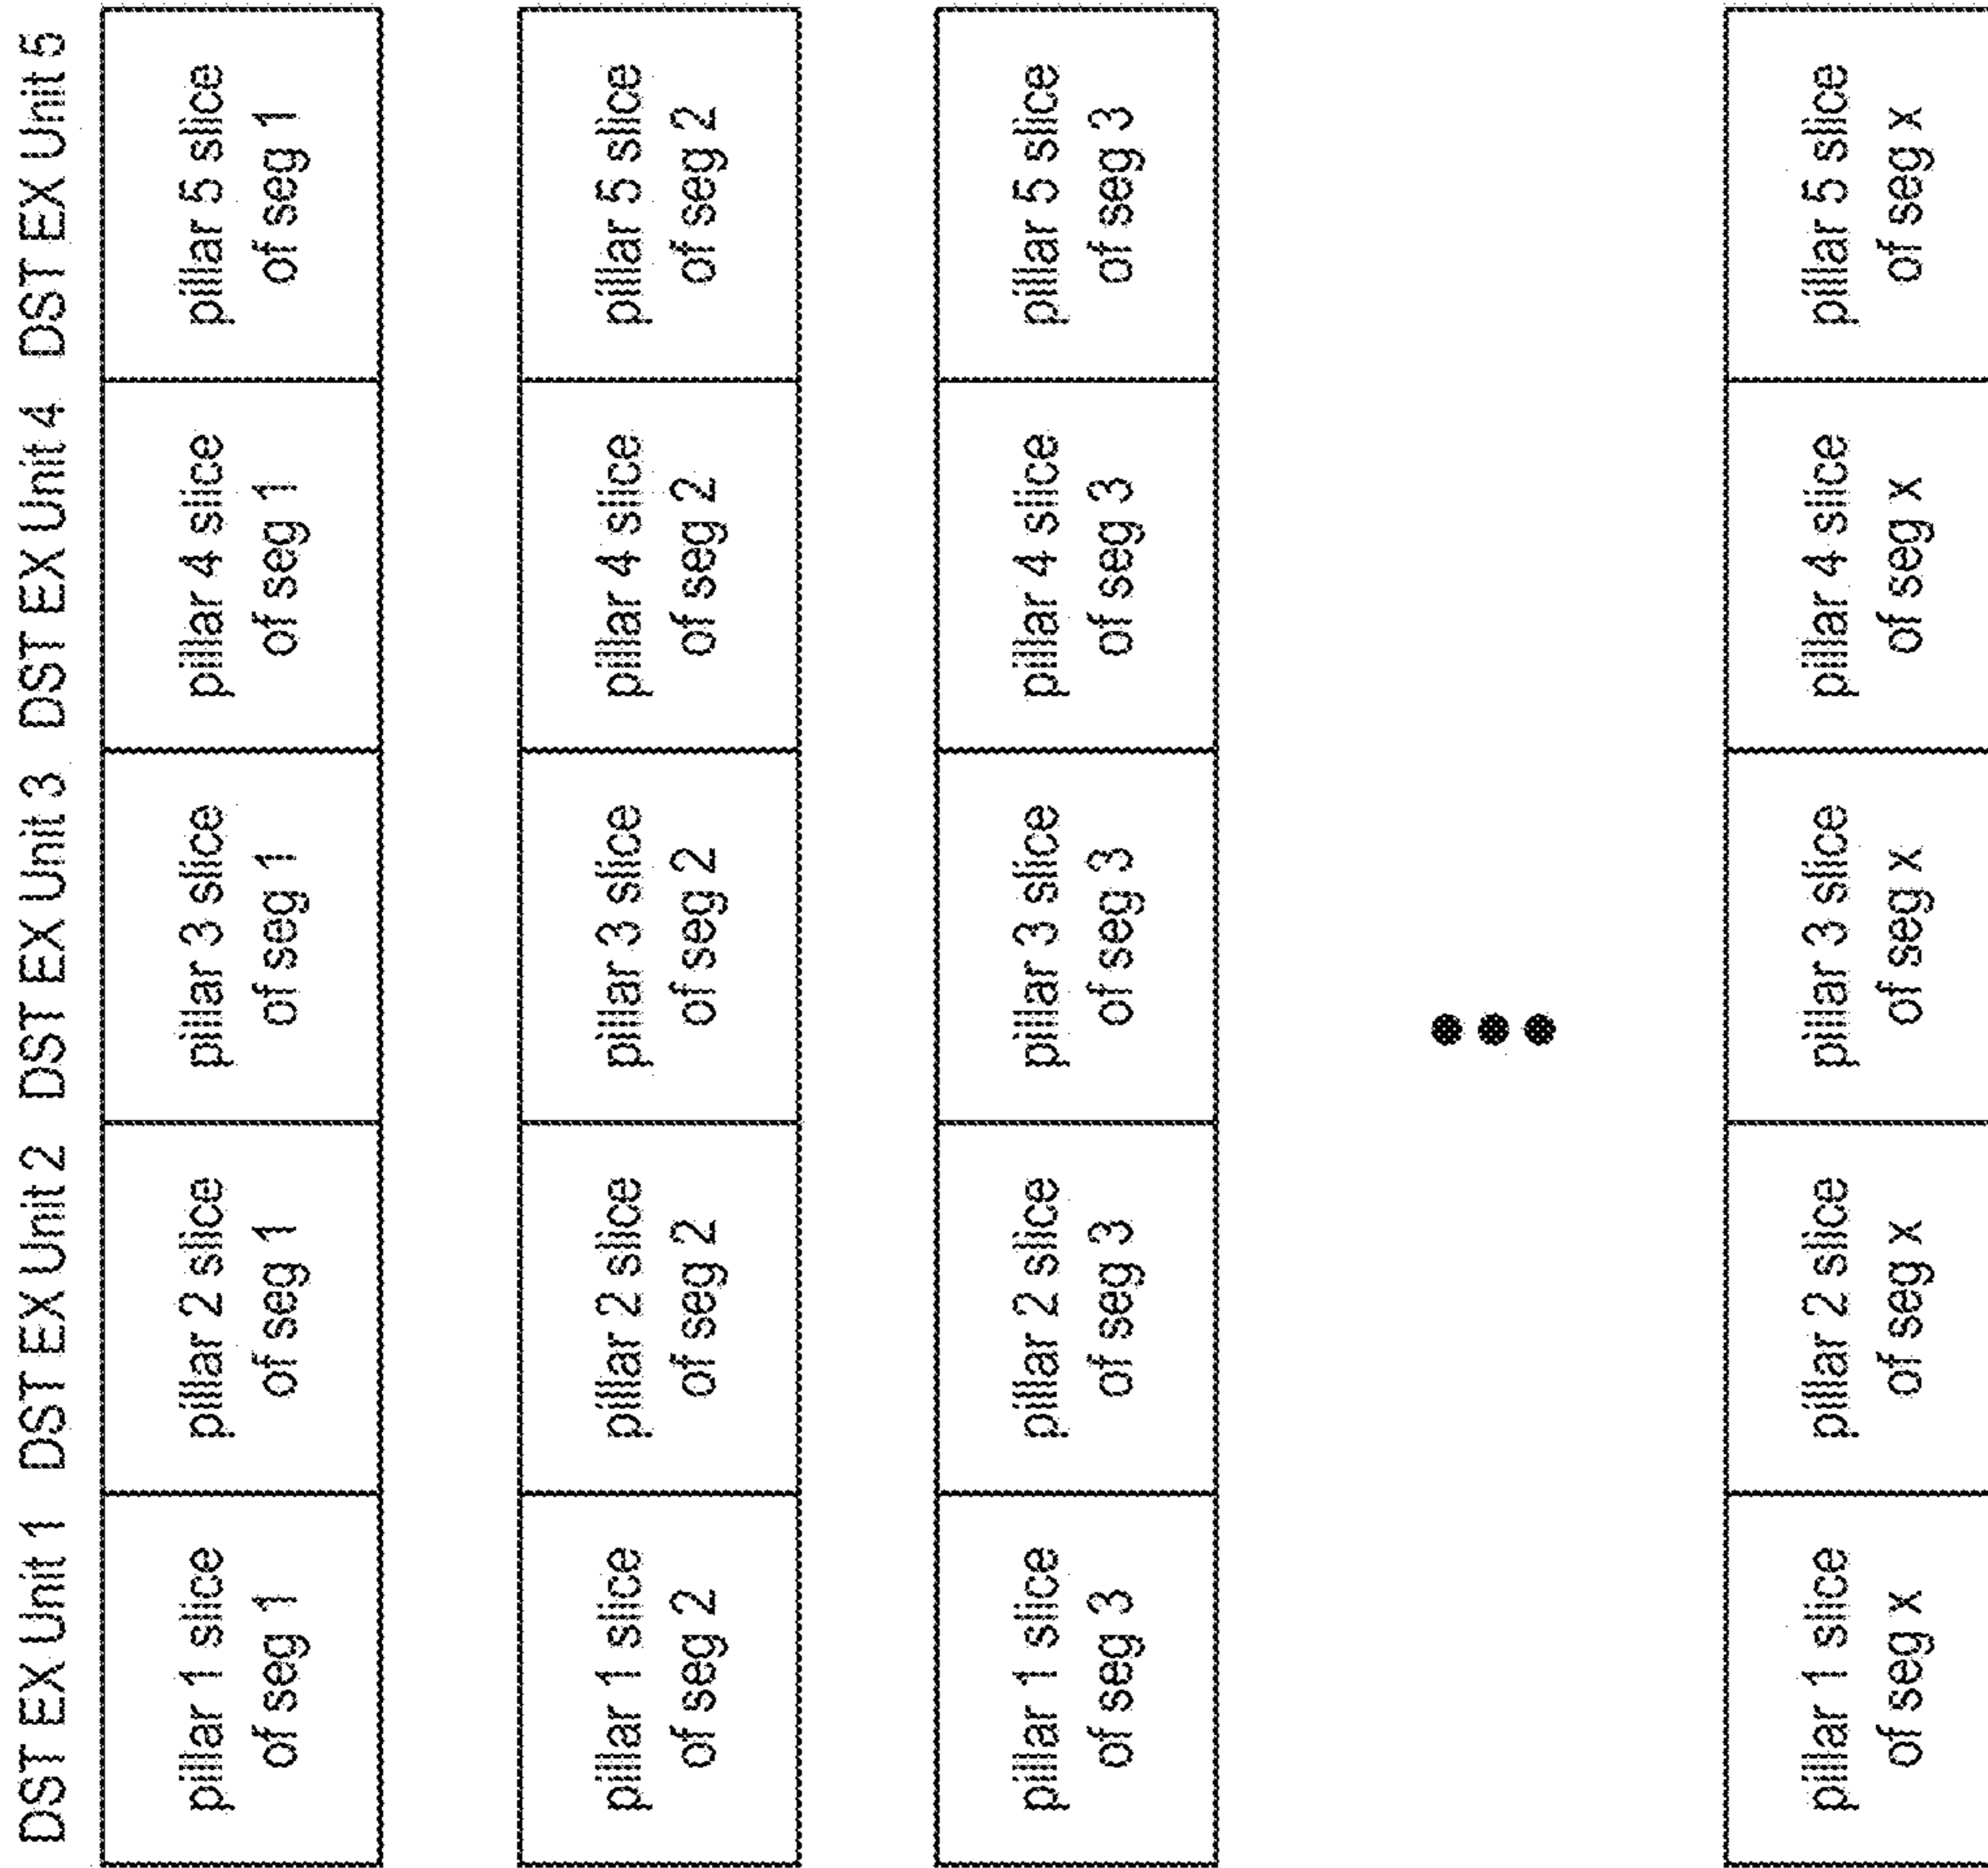 DST EX Unit 1 DST EX Unit 2 DST EX Unit 3 DST EX Unit 4 DST EX Unit 5
pillar 1 slice
of seg 1
pillar 2 slice
of seg 1
pillar 3 slice
of seg 1
pillar 4 slice
of seg 1
pillar 5 slice
of seg 1
pillar 1 slice
of seg 2
pillar 2 slice
of seg 2
pillar 3 slice
of seg 2
pillar 4 slice
of seg 2
pillar 5 slice
of seg 2
pillar 1 slice
of seg 3
pillar 2 slice
of seg 3
pillar 3 slice
of seg 3
pillar 4 slice
of seg 3
pillar 5 slice
of seg 3
pillar 1 slice
of seg x
pillar 2 slice
of seg x
pillar 3 slice
of seg x
pillar 4 slice
of seg x
pillar 5 slice
of seg x